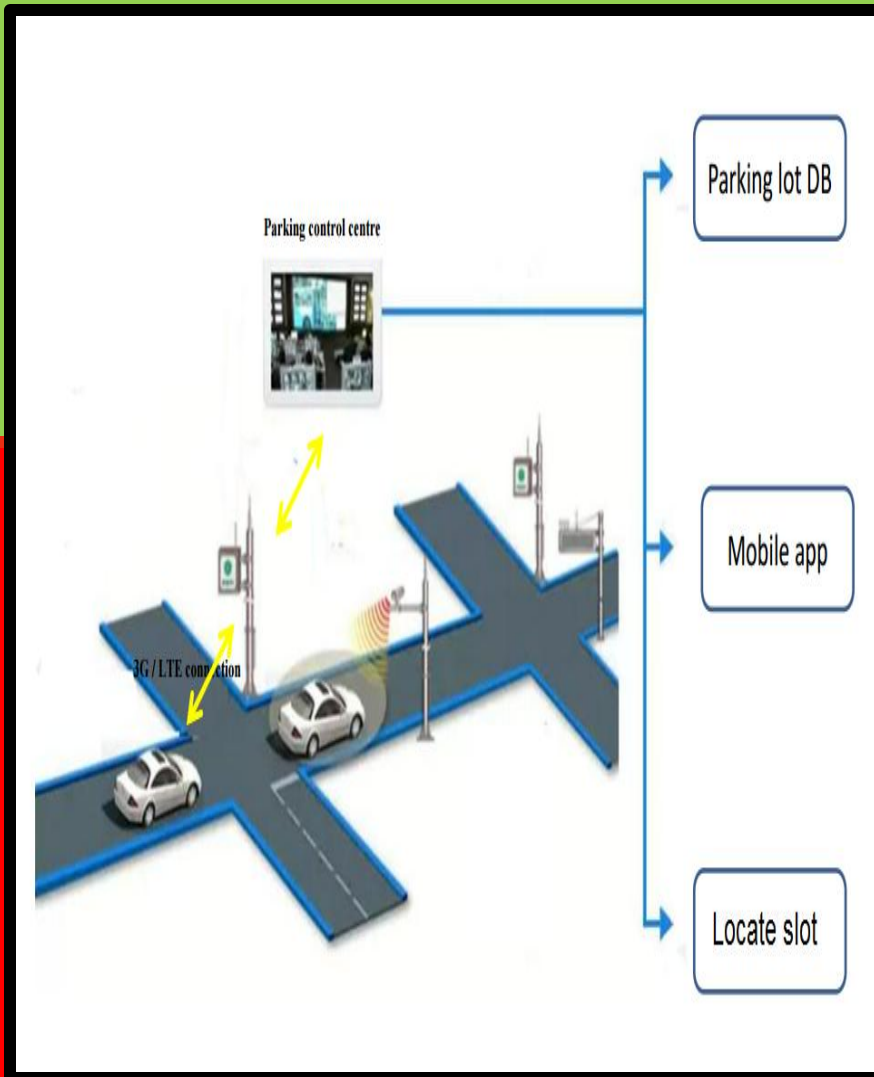 Parking lot DB
Parking control centre
Mobile app
3G / LTE connection
Locate slot